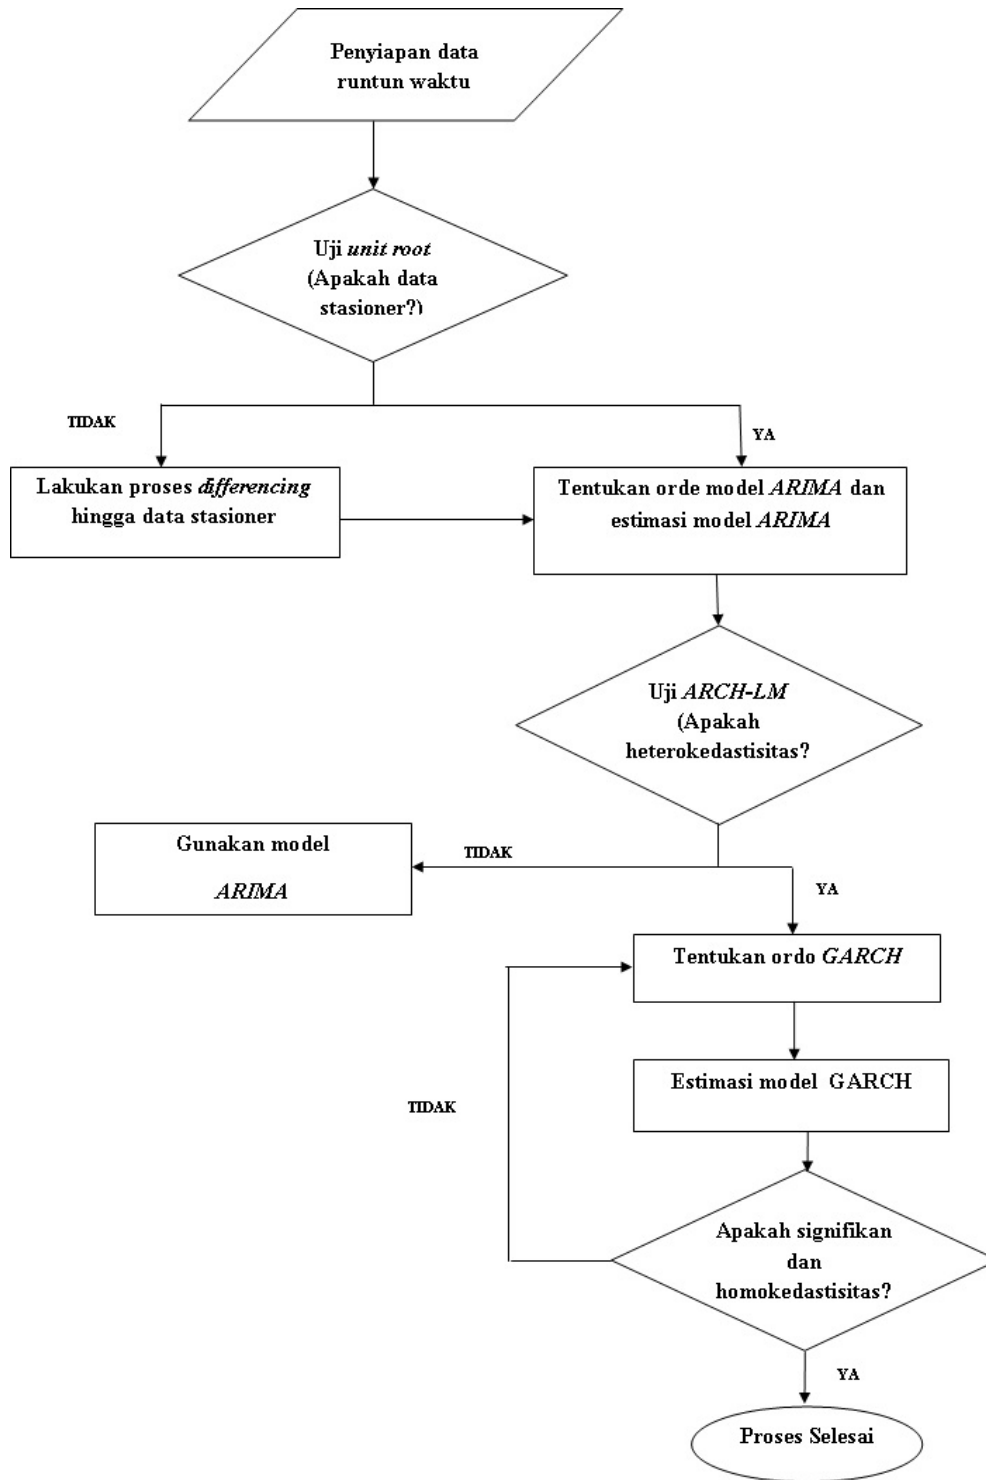 Penyiapan data
runtun waktu
Uji unit root
(Apakah data
stasioner?)
TIDAK
YA
Lakukan proses differencing
hingga data stasioner
Tentukan orde model ARIMA dan
estimasi model ARIMA
Uji ARCH-LM
(Apakah
heterokedastisitas?
Gunakan model
ARIMA
TIDAK
YA
Tentukan ordo GARCH
Estimasi model GARCH
TIDAK
Apakah signifikan
dan
homokedastisitas?
YA
Proses Selesai